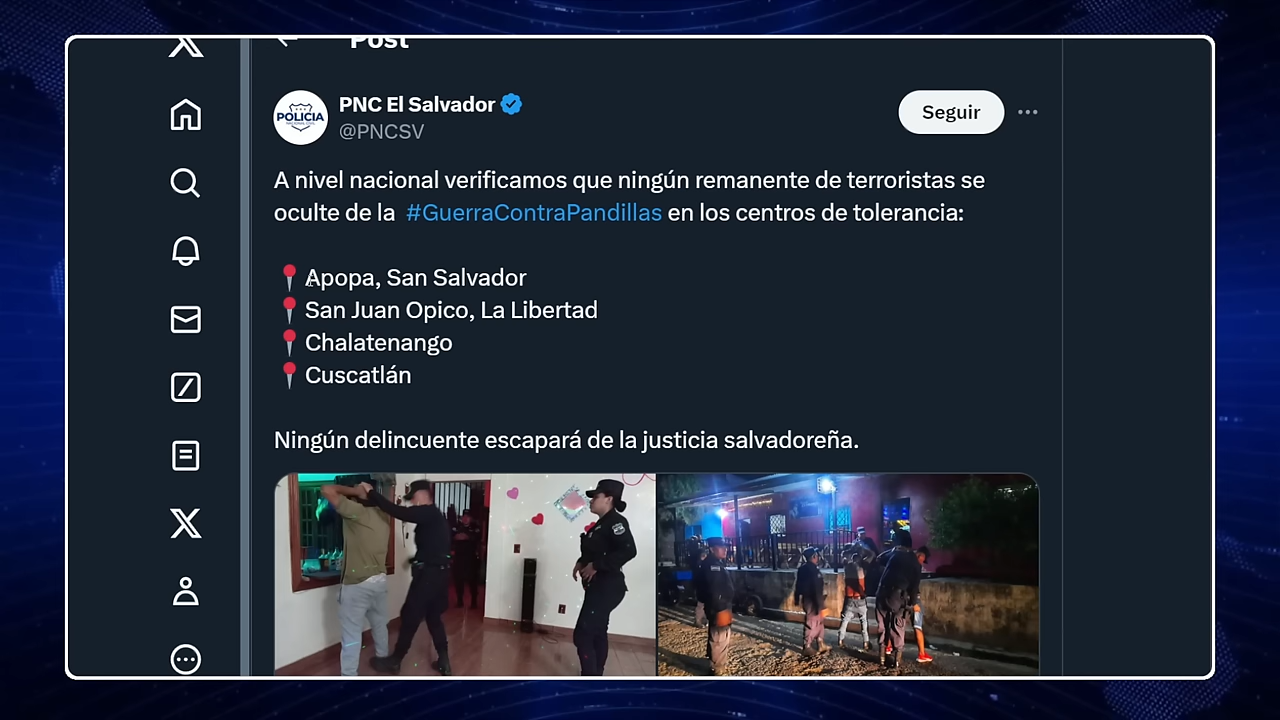 Post
POLICIA
PNC El Salvador
@PNCSV
Seguir
A nivel nacional verificamos que ningún remanente de terroristas se
oculte de la #GuerraContraPandillas en los centros de tolerancia:
Apopa, San Salvador
San Juan Opico, La Libertad
Chalatenango
Cuscatlán
Ningún delincuente escapará de la justicia salvadoreña.